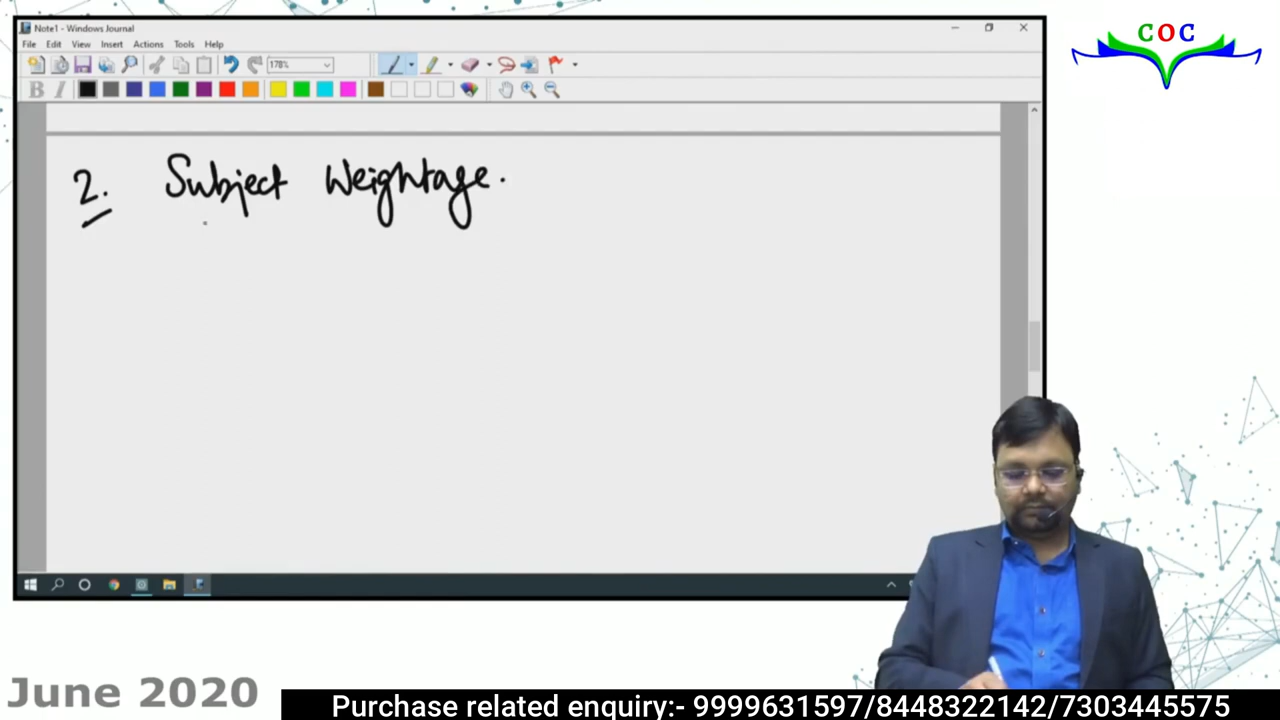 Note1 - Windows Journal
File Edit View Insert Actions Tools Help
178%
B I
COC
2. Subject Weightage.
June 2020
Purchase related enquiry:- 9999631597/8448322142/7303445575